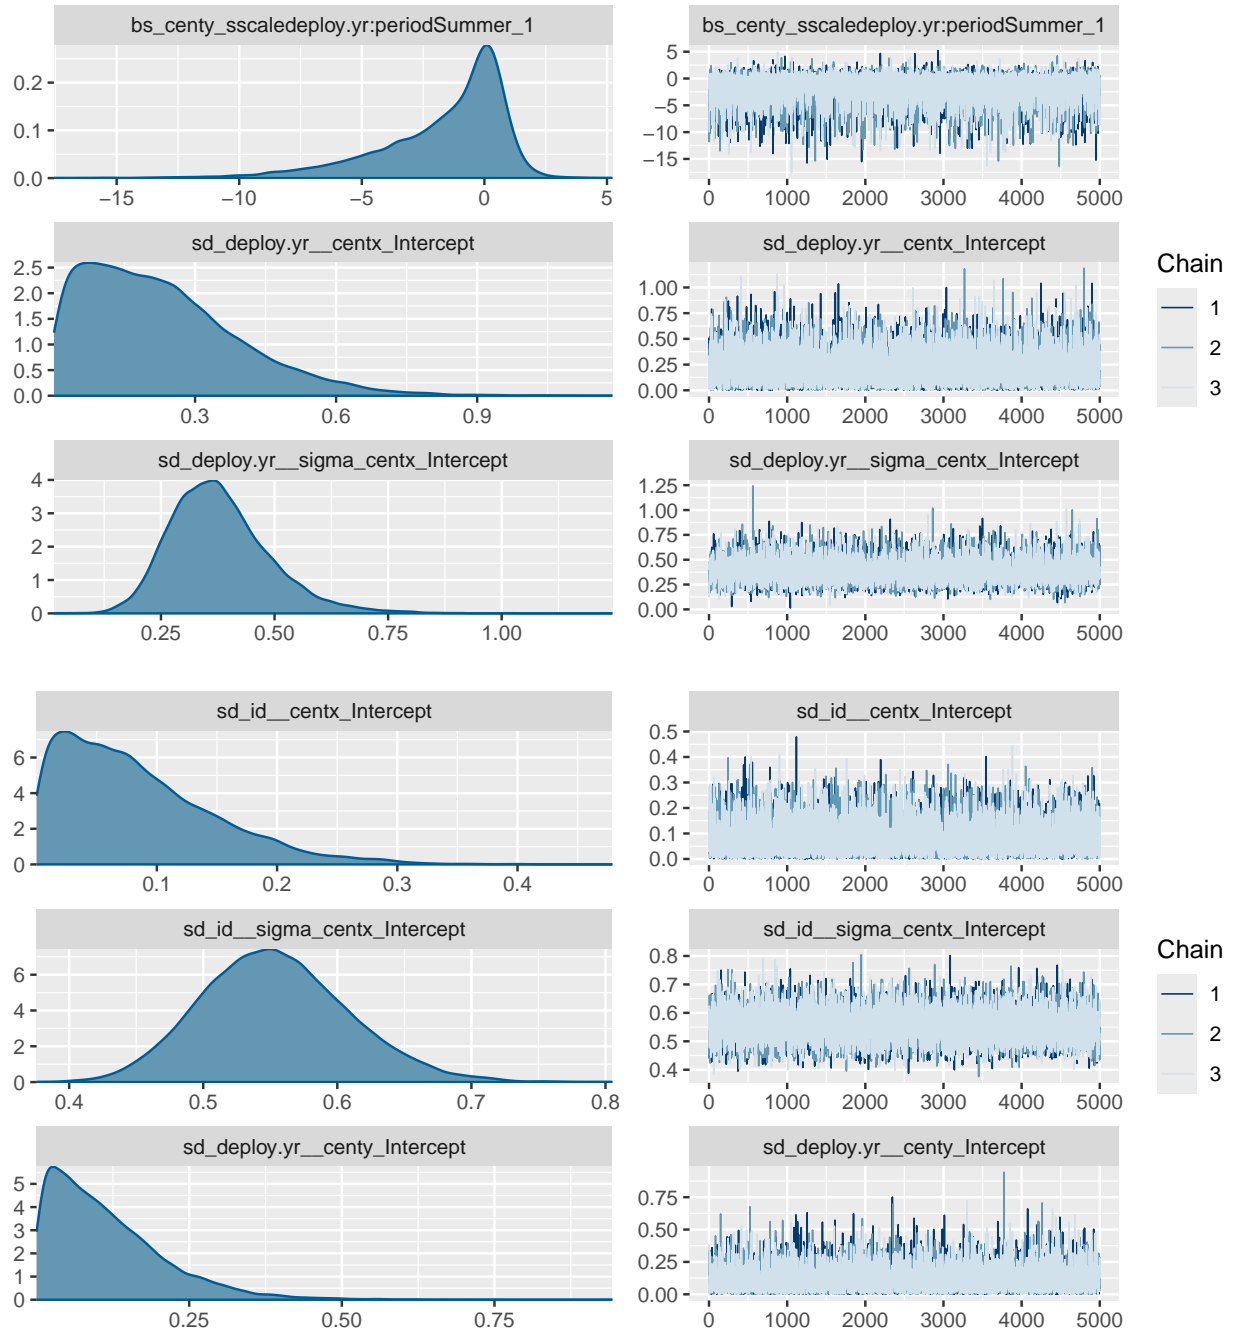 bs_centy_sscaledeploy.yr:periodSummer_1
0.2
0.1
0.0
−15 −10 −5 0 5
bs_centy_sscaledeploy.yr:periodSummer_1
5
0
−5
−10
−15
0 1000 2000 3000 4000 5000
sd_deploy.yr__centx_Intercept
2.5
2.0
1.5
1.0
0.5
0.0
0.3 0.6 0.9
sd_deploy.yr__centx_Intercept
1.00
0.75
0.50
0.25
0.00
0 1000 2000 3000 4000 5000
sd_deploy.yr__sigma_centx_Intercept
4
3
2
1
0
0.25 0.50 0.75 1.00
sd_deploy.yr__sigma_centx_Intercept
1.25
1.00
0.75
0.50
0.25
0.00
0 1000 2000 3000 4000 5000
Chain
1
2
3
sd_id__centx_Intercept
6
4
2
0
0.1 0.2 0.3 0.4
sd_id__centx_Intercept
0.5
0.4
0.3
0.2
0.1
0.0
0 1000 2000 3000 4000 5000
sd_id__sigma_centx_Intercept
6
4
2
0
0.4 0.5 0.6 0.7 0.8
sd_id__sigma_centx_Intercept
0.8
0.7
0.6
0.5
0.4
0 1000 2000 3000 4000 5000
sd_deploy.yr__centy_Intercept
5
4
3
2
1
0
0.25 0.50 0.75
sd_deploy.yr__centy_Intercept
0.75
0.50
0.25
0.00
0 1000 2000 3000 4000 5000
Chain
1
2
3